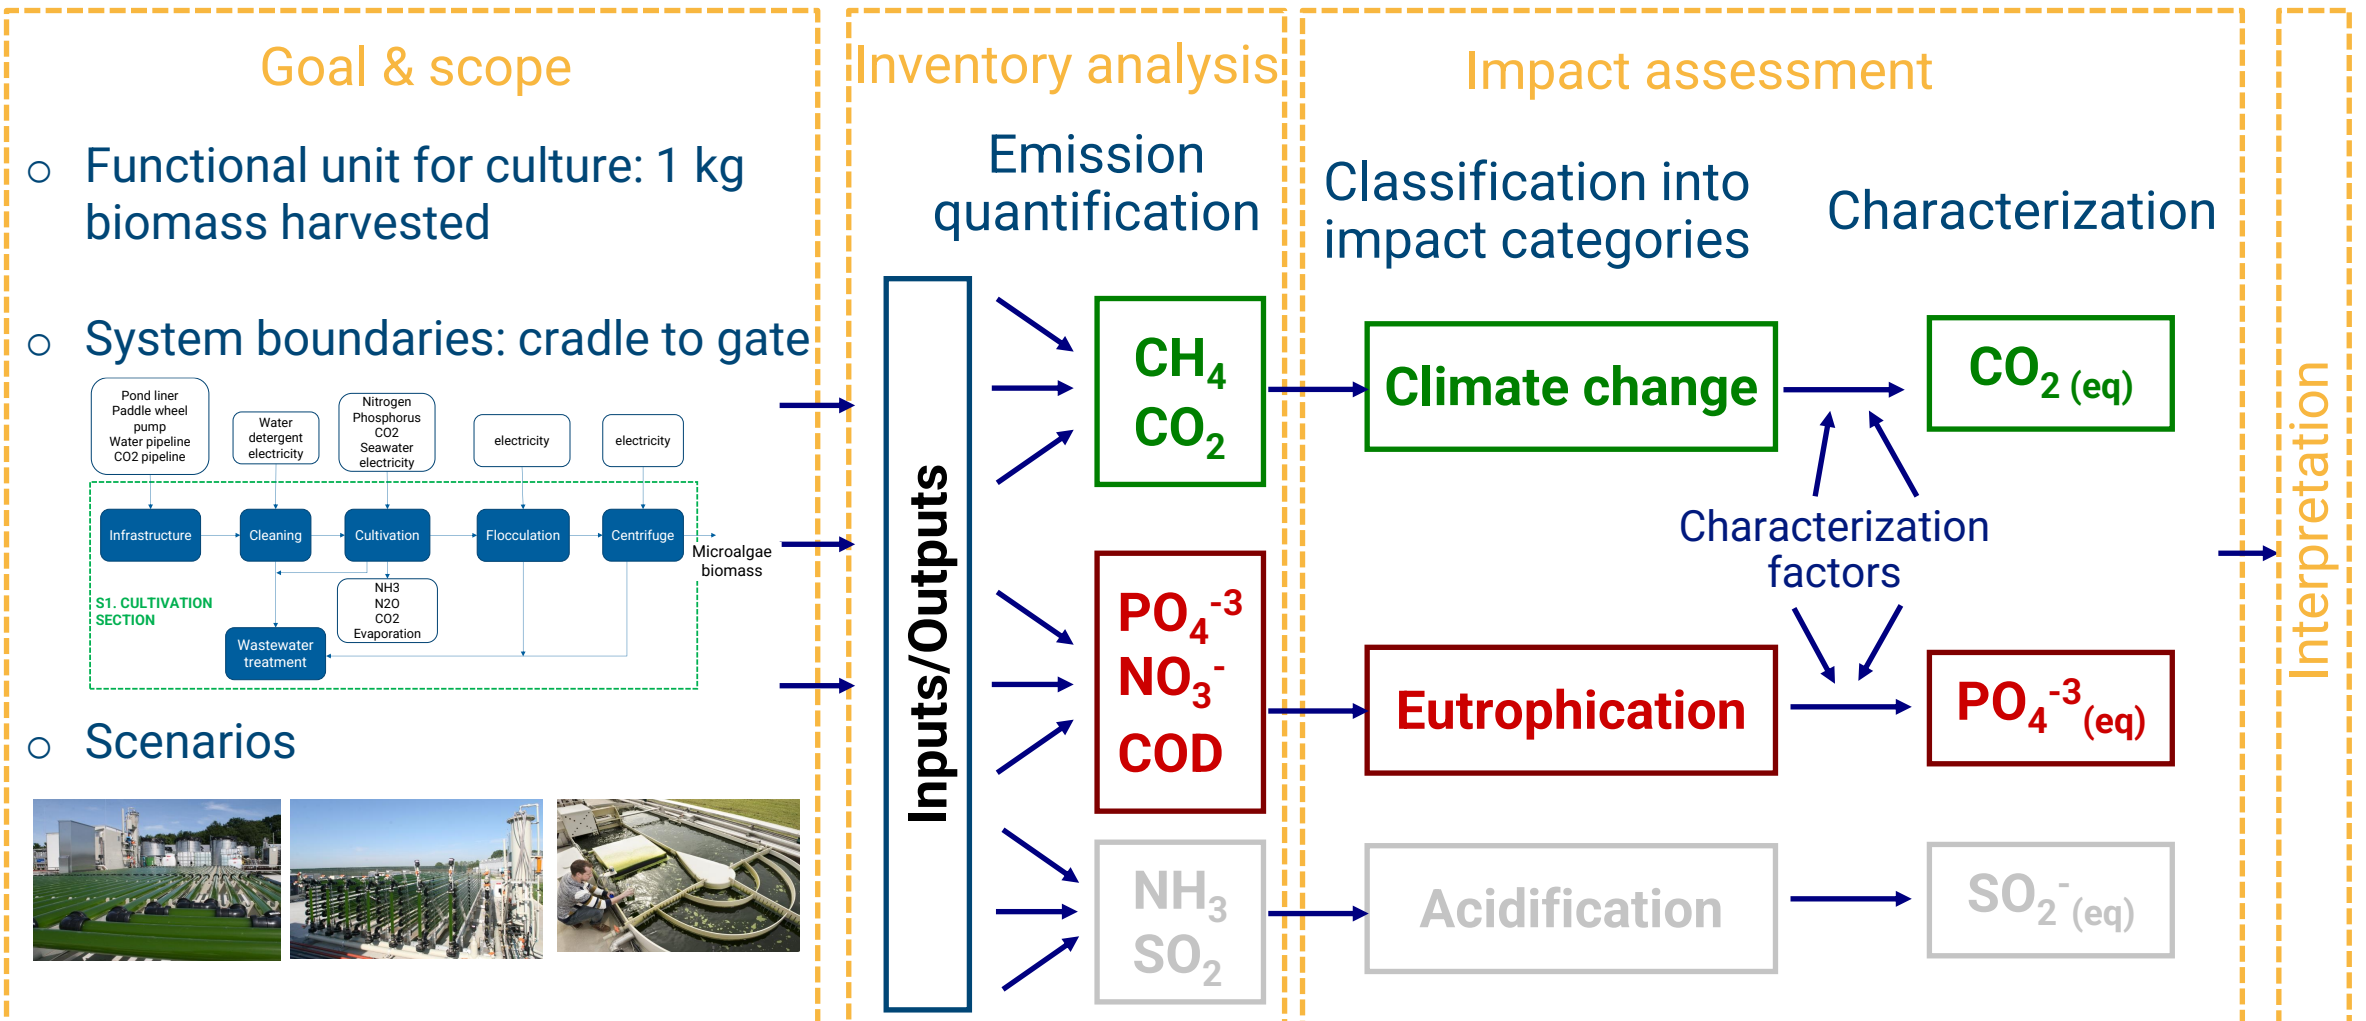 Goal & scope
○ Functional unit for culture: 1 kg
biomass harvested
○ System boundaries: cradle to gate
Pond liner
Paddle wheel
pump
Water pipeline
CO2 pipeline
Water
detergent
electricity
Nitrogen
Phosphorus
CO2
Seawater
electricity
electricity
electricity
Infrastructure
Cleaning
Cultivation
Flocculation
Centrifuge
Microalgae
biomass
NH3
N2O
CO2
Evaporation
S1. CULTIVATION
SECTION
Wastewater
treatment
○ Scenarios
Inventory analysis
Emission
quantification
Inputs/Outputs
CH₄
CO₂
PO₄⁻³
NO₃⁻
COD
NH₃
SO₂
Impact assessment
Classification into
impact categories
Characterization
Climate change
CO₂ (eq)
Characterization
factors
Eutrophication
PO₄⁻³(eq)
Acidification
SO₂⁻(eq)
Interpretation